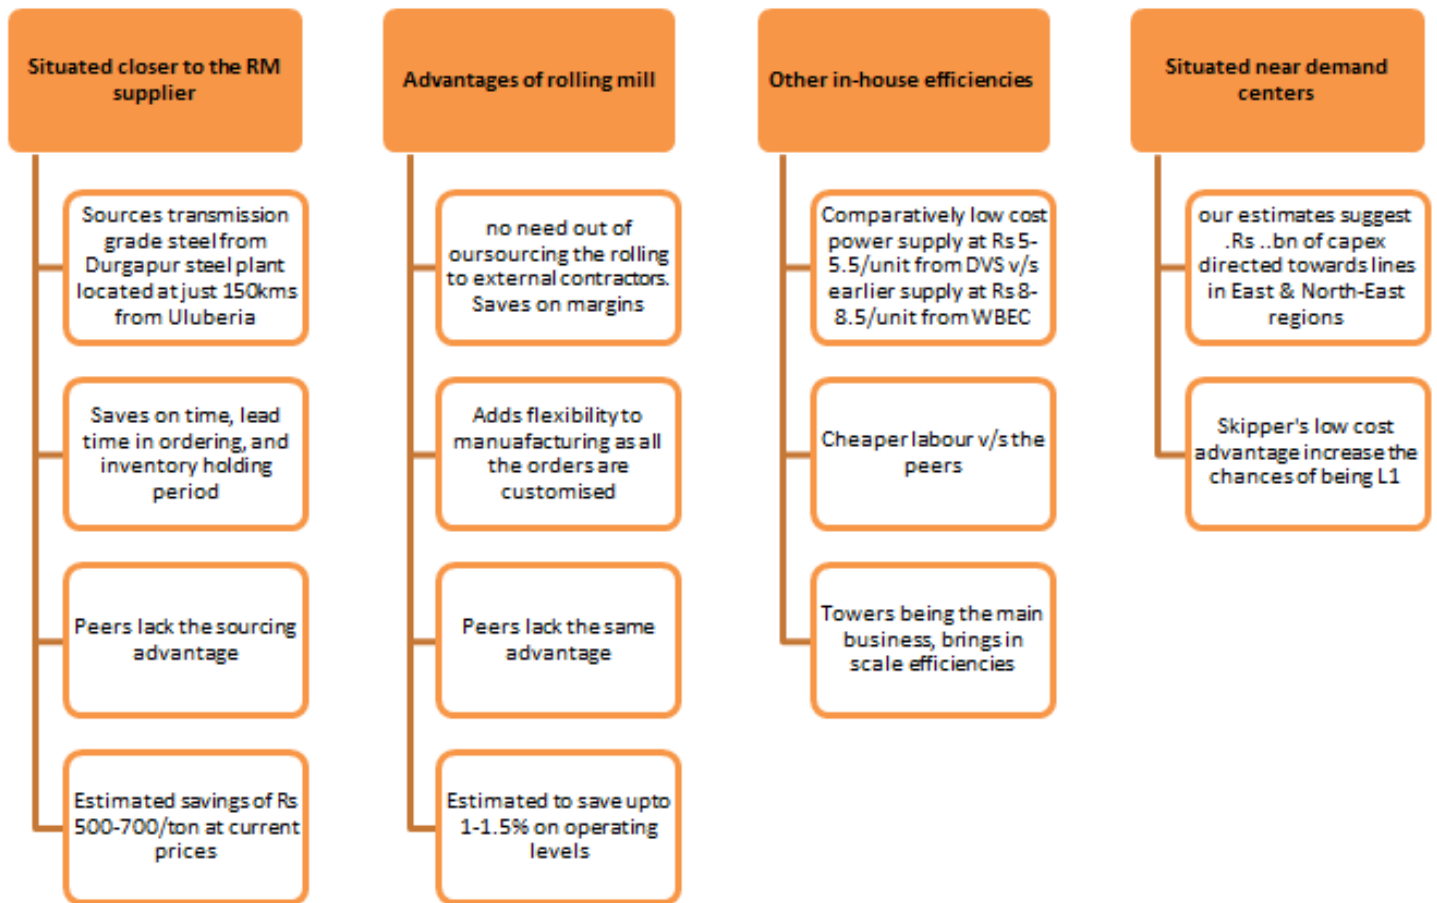 Situated closer to the RM
supplier
Sources transmission
grade steel from
Durgapur steel plant
located at just 150kms
from Uluberia
Saves on time, lead
time in ordering, and
inventory holding
period
Peers lack the sourcing
advantage
Estimated savings of Rs
500-700/ton at current
prices
Advantages of rolling mill
no need out of
oursourcing the rolling
to external contractors.
Saves on margins
Adds flexibility to
manuafacturing as all
the orders are
customised
Peers lack the same
advantage
Estimated to save upto
1-1.5% on operating
levels
Other in-house efficiencies
Comparatively low cost
power supply at Rs 5-
5.5/unit from DVS v/s
earlier supply at Rs 8-
8.5/unit from WBEC
Cheaper labour v/s the
peers
Towers being the main
business, brings in
scale efficiencies
Situated near demand
centers
our estimates suggest
.Rs ..bn of capex
directed towards lines
in East & North-East
regions
Skipper's low cost
advantage increase the
chances of being L1